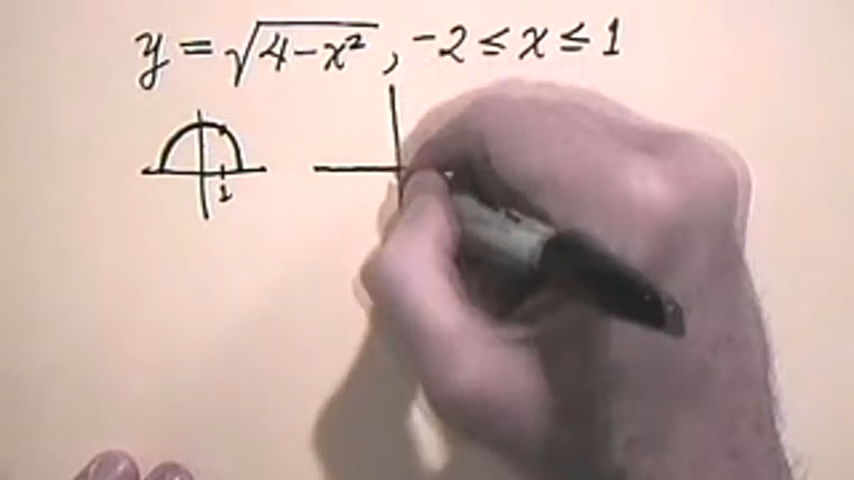 y = √4-x², -2 ≤ x ≤ 1
1